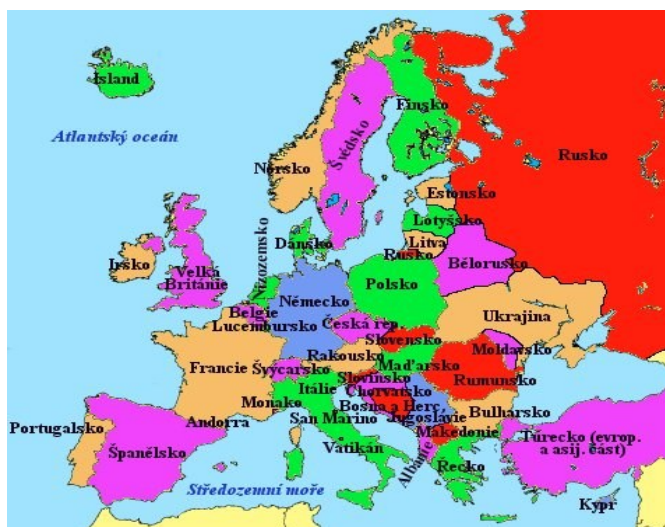 Island
Finsko
Atlantský oceán
Švédsko
Rusko
Norsko
Estonsko
Lotyšsko
Dánsko
Litva
Rusko
Irsko
Velká
Británie
Nizozemsko
Bělorusko
Polsko
Německo
Belgie
Lucembursko
Česká rep.
Ukrajina
Slovensko
Rakousko
Moldavsko
Maďarsko
Francie
Švýcarsko
Slovinsko
Rumunsko
Itálie
Chorvatsko
Monako
Bosna a Herc.
Jugoslávie
Bulharsko
San Marino
Andorra
Portugalsko
Makedonie
Turecko (evrop.
a asij. část)
Španělsko
Vatikán
Albánie
Řecko
Středozemní moře
Kypr